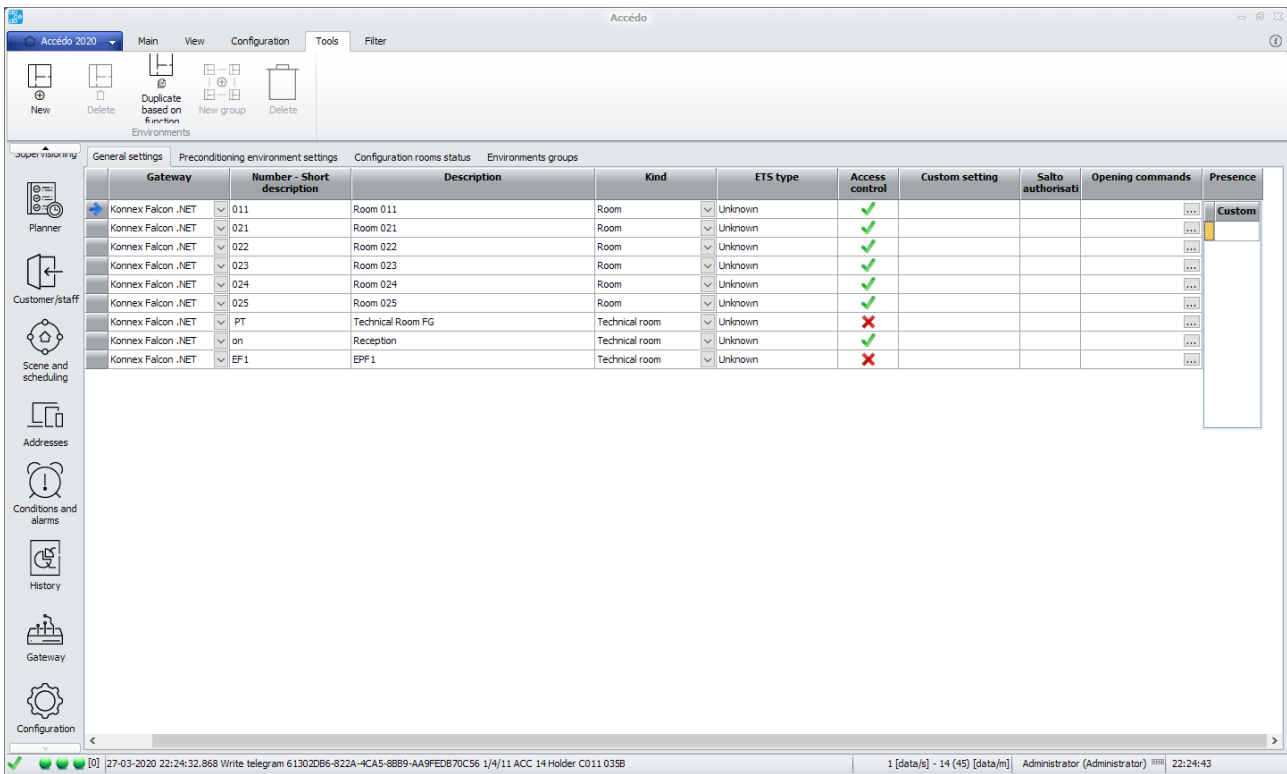 Accédo
Accédo 2020 Main View Configuration Tools Filter
New Delete Duplicate based on function New group Delete
Environments
Supervisioning
General settings Preconditioning environment settings Configuration rooms status Environments groups
Gateway Number - Short description Description Kind ETS type Access control Custom setting Salto authorisati Opening commands Presence
Konnex Falcon .NET 011 Room 011 Room Unknown ... Custom
Konnex Falcon .NET 021 Room 021 Room Unknown ...
Konnex Falcon .NET 022 Room 022 Room Unknown ...
Konnex Falcon .NET 023 Room 023 Room Unknown ...
Konnex Falcon .NET 024 Room 024 Room Unknown ...
Konnex Falcon .NET 025 Room 025 Room Unknown ...
Konnex Falcon .NET PT Technical Room FG Technical room Unknown ...
Konnex Falcon .NET on Reception Technical room Unknown ...
Konnex Falcon .NET EF1 EPF1 Technical room Unknown ...
Planner
Customer/staff
Scene and
scheduling
Addresses
Conditions and
alarms
History
Gateway
Configuration
[0] 27-03-2020 22:24:32.868 Write telegram 61302DB6-822A-4CA5-8BB9-AA9FEDB70C56 1/4/11 ACC 14 Holder C011 035B 1 [data/s] - 14 (45) [data/m] Administrator (Administrator) 22:24:43